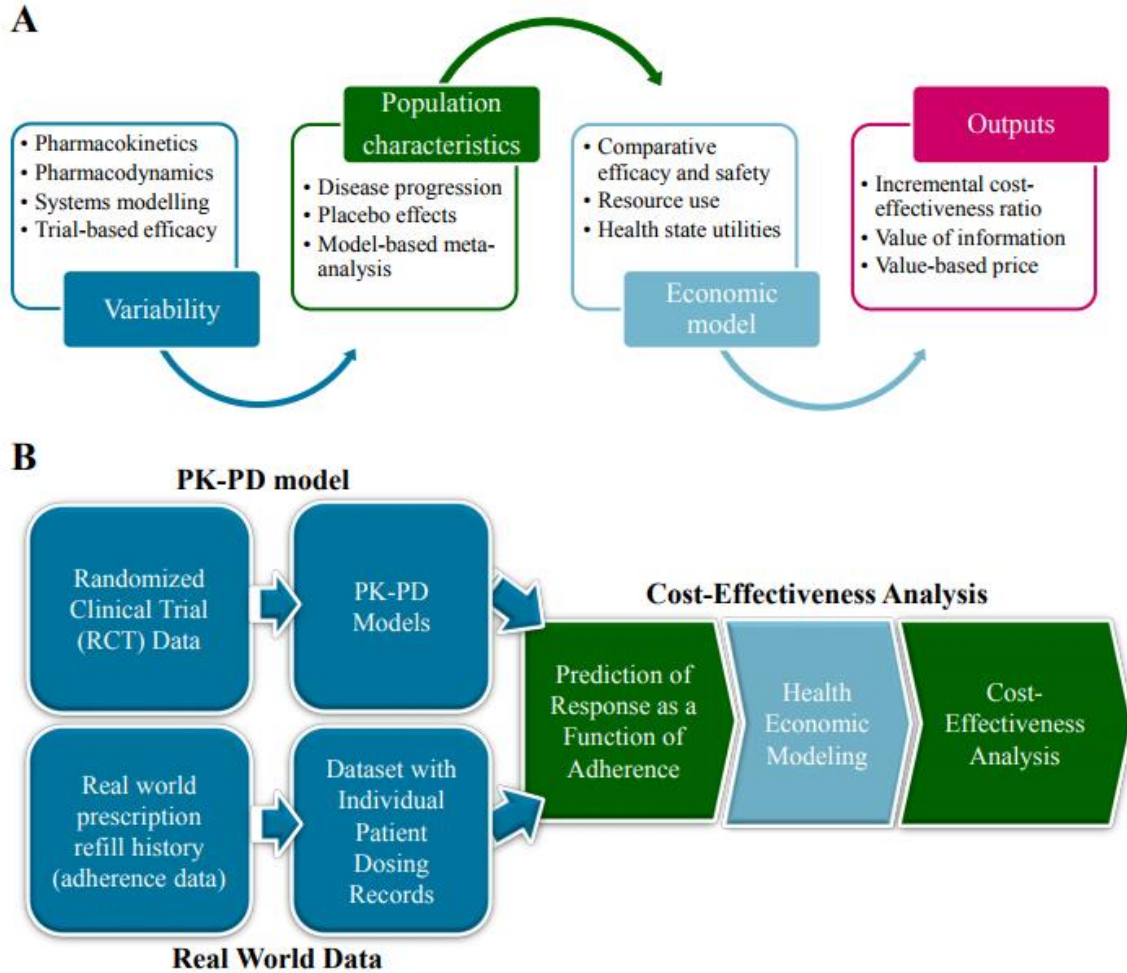 A
• Pharmacokinetics
• Pharmacodynamics
• Systems modelling
• Trial-based efficacy
Variability
Population
characteristics
• Disease progression
• Placebo effects
• Model-based meta-
analysis
• Comparative
efficacy and safety
• Resource use
• Health state utilities
Economic
model
Outputs
• Incremental cost-
effectiveness ratio
• Value of information
• Value-based price
B
PK-PD model
Randomized
Clinical Trial
(RCT) Data
PK-PD
Models
Real world
prescription
refill history
(adherence data)
Dataset with
Individual
Patient
Dosing
Records
Real World Data
Cost-Effectiveness Analysis
Prediction of
Response as a
Function of
Adherence
Health
Economic
Modeling
Cost-
Effectiveness
Analysis